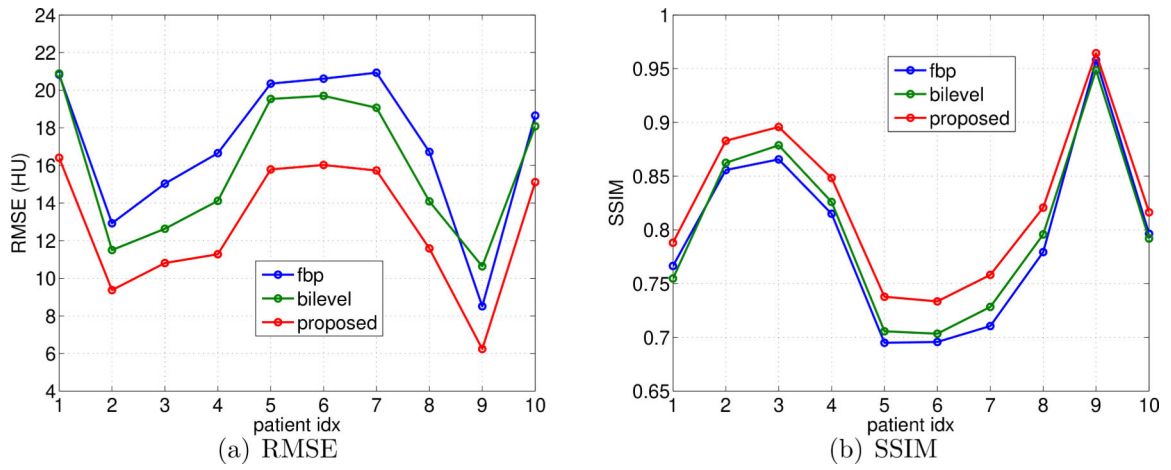 24
22
20
18
16
14
12
10
8
6
4
RMSE (HU)
fbp
bilevel
proposed
1 2 3 4 5 6 7 8 9 10
patient idx
(a) RMSE
1
0.95
0.9
0.85
0.8
0.75
0.7
0.65
SSIM
fbp
bilevel
proposed
1 2 3 4 5 6 7 8 9 10
patient idx
(b) SSIM